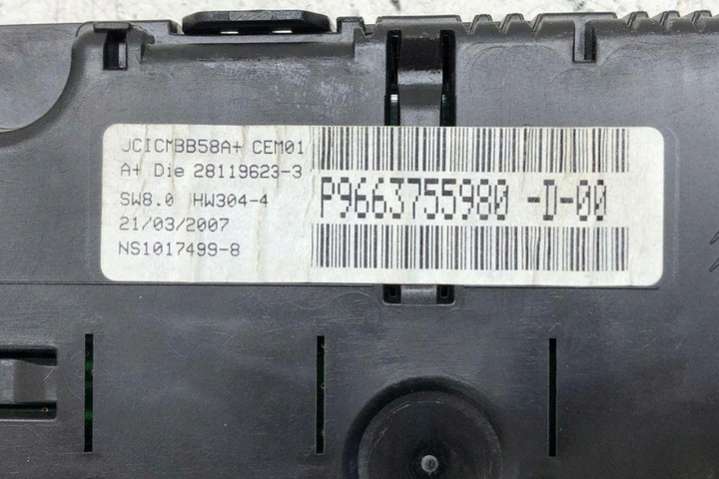 JCICMBB58A+ CEM01
A+ Die 28119623-3
SW8.0 HW304-4
21/03/2007
NS1017499-8
P9663755980 -D-00